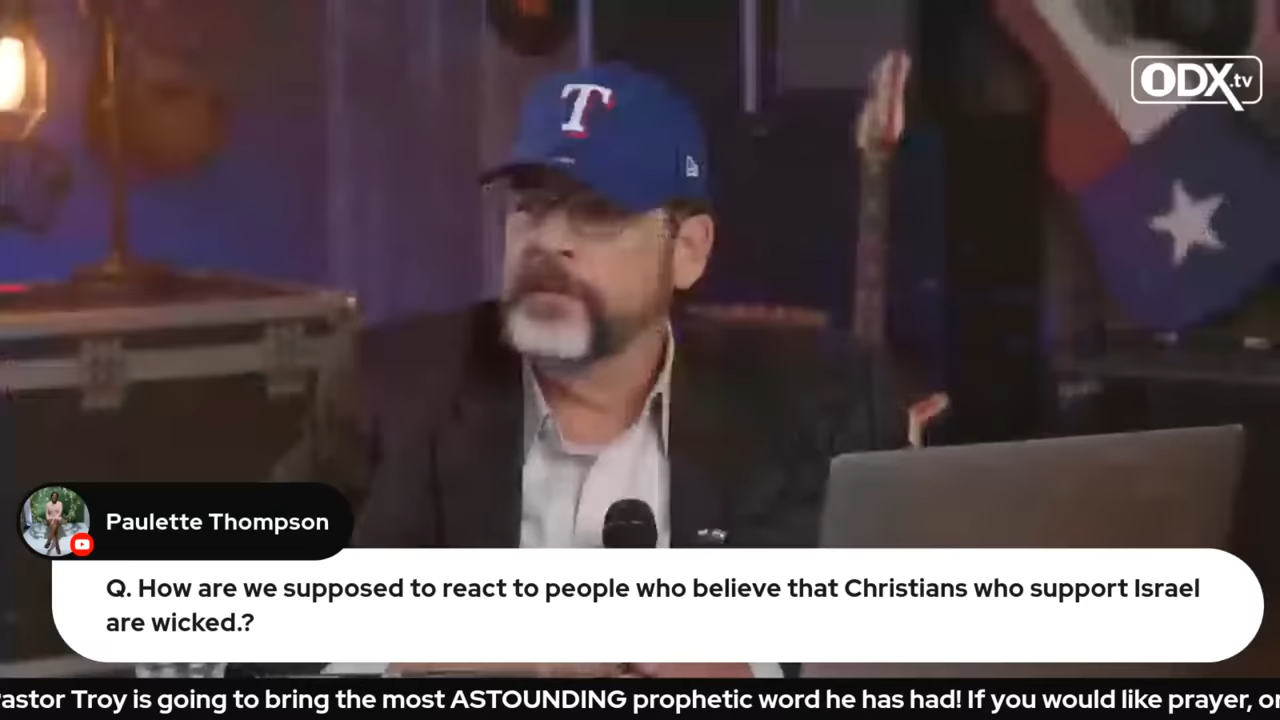 T
ODX.tv
Paulette Thompson
Q. How are we supposed to react to people who believe that Christians who support Israel
are wicked.?
astor Troy is going to bring the most ASTOUNDING prophetic word he has had! If you would like prayer, o